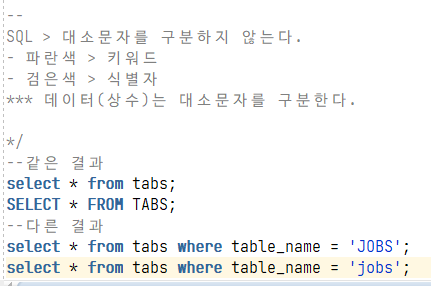 --
SQL > 대소문자를 구분하지 않는다.
- 파란색 > 키워드
- 검은색 > 식별자
*** 데이터(상수)는 대소문자를 구분한다.
*/
--같은 결과
select * from tabs;
SELECT * FROM TABS;
--다른 결과
select * from tabs where table_name = 'JOBS';
select * from tabs where table_name = 'jobs';